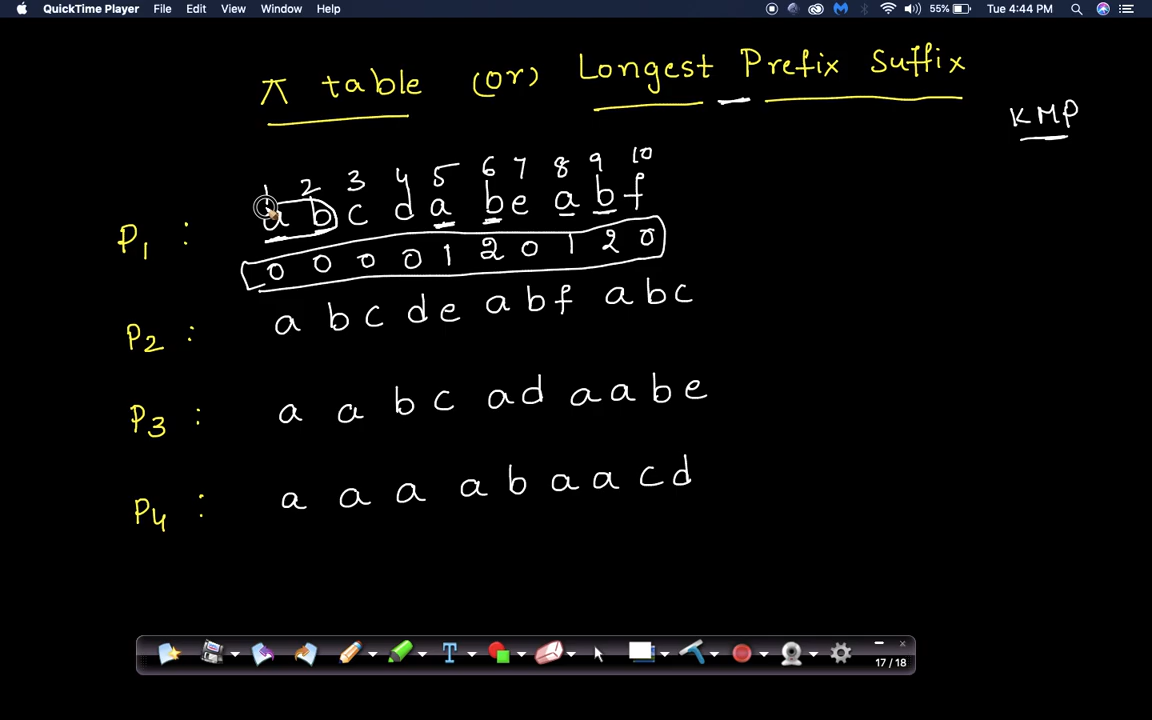 QuickTime Player File Edit View Window Help 55% Tue 4:44 PM
π table (or) Longest Prefix Suffix
KMP
1 2 3 4 5 6 7 8 9 10
P1 : a b c d a b e a b f
0 0 0 0 1 2 0 1 2 0
P2 : a b c d e a b f a b c
P3 : a a b c a d a a b e
P4 : a a a a b a a c d
T
17 / 18